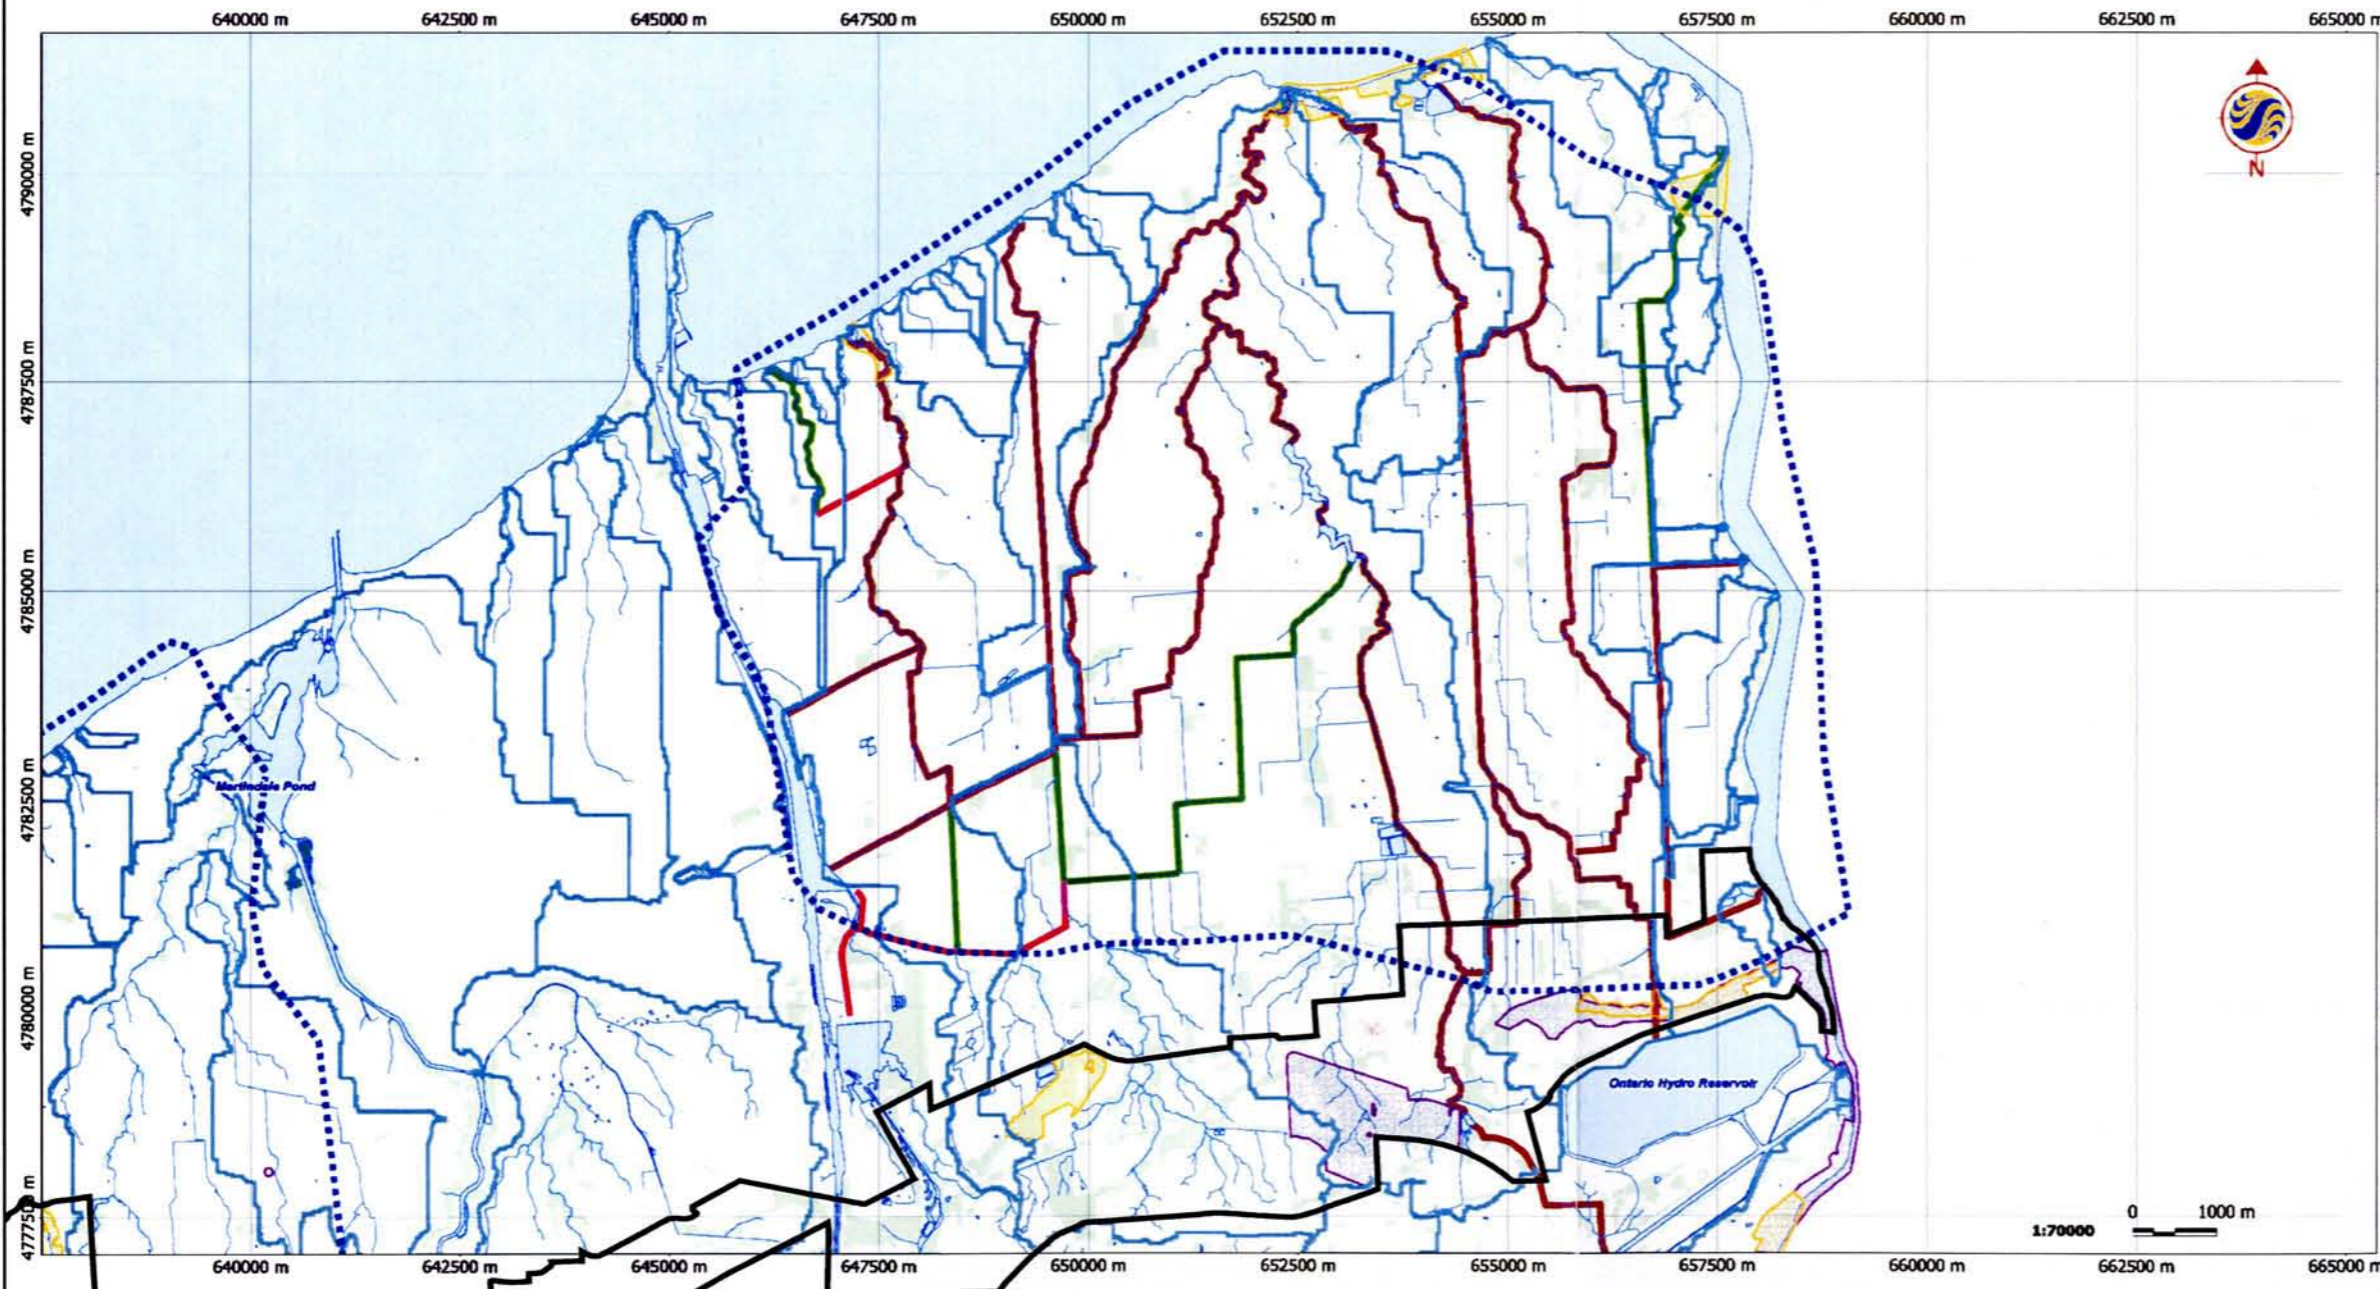 640000 m 642500 m 645000 m 647500 m 650000 m 652500 m 655000 m 657500 m 660000 m 662500 m 665000 m
N
4790000 m
4787500 m
4785000 m
4782500 m
Martindale Pond
4780000 m
Ontario Hydro Reservoir
4777500 m
0 1000 m
1:70000
640000 m 642500 m 645000 m 647500 m 650000 m 652500 m 655000 m 657500 m 660000 m 662500 m 665000 m